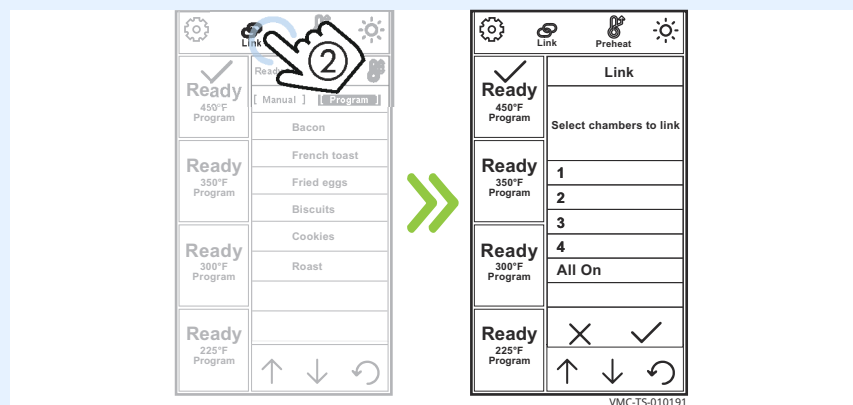 Link
2
Ready
450°F
Program
Ready
[ Manual ] [ Program ]
Bacon
French toast
Fried eggs
Biscuits
Cookies
Roast
Ready
350°F
Program
Ready
300°F
Program
Ready
225°F
Program
Link
Preheat
Ready
450°F
Program
Ready
350°F
Program
Ready
300°F
Program
Ready
225°F
Program
Link
Select chambers to link
1
2
3
4
All On
VMC-TS-010191